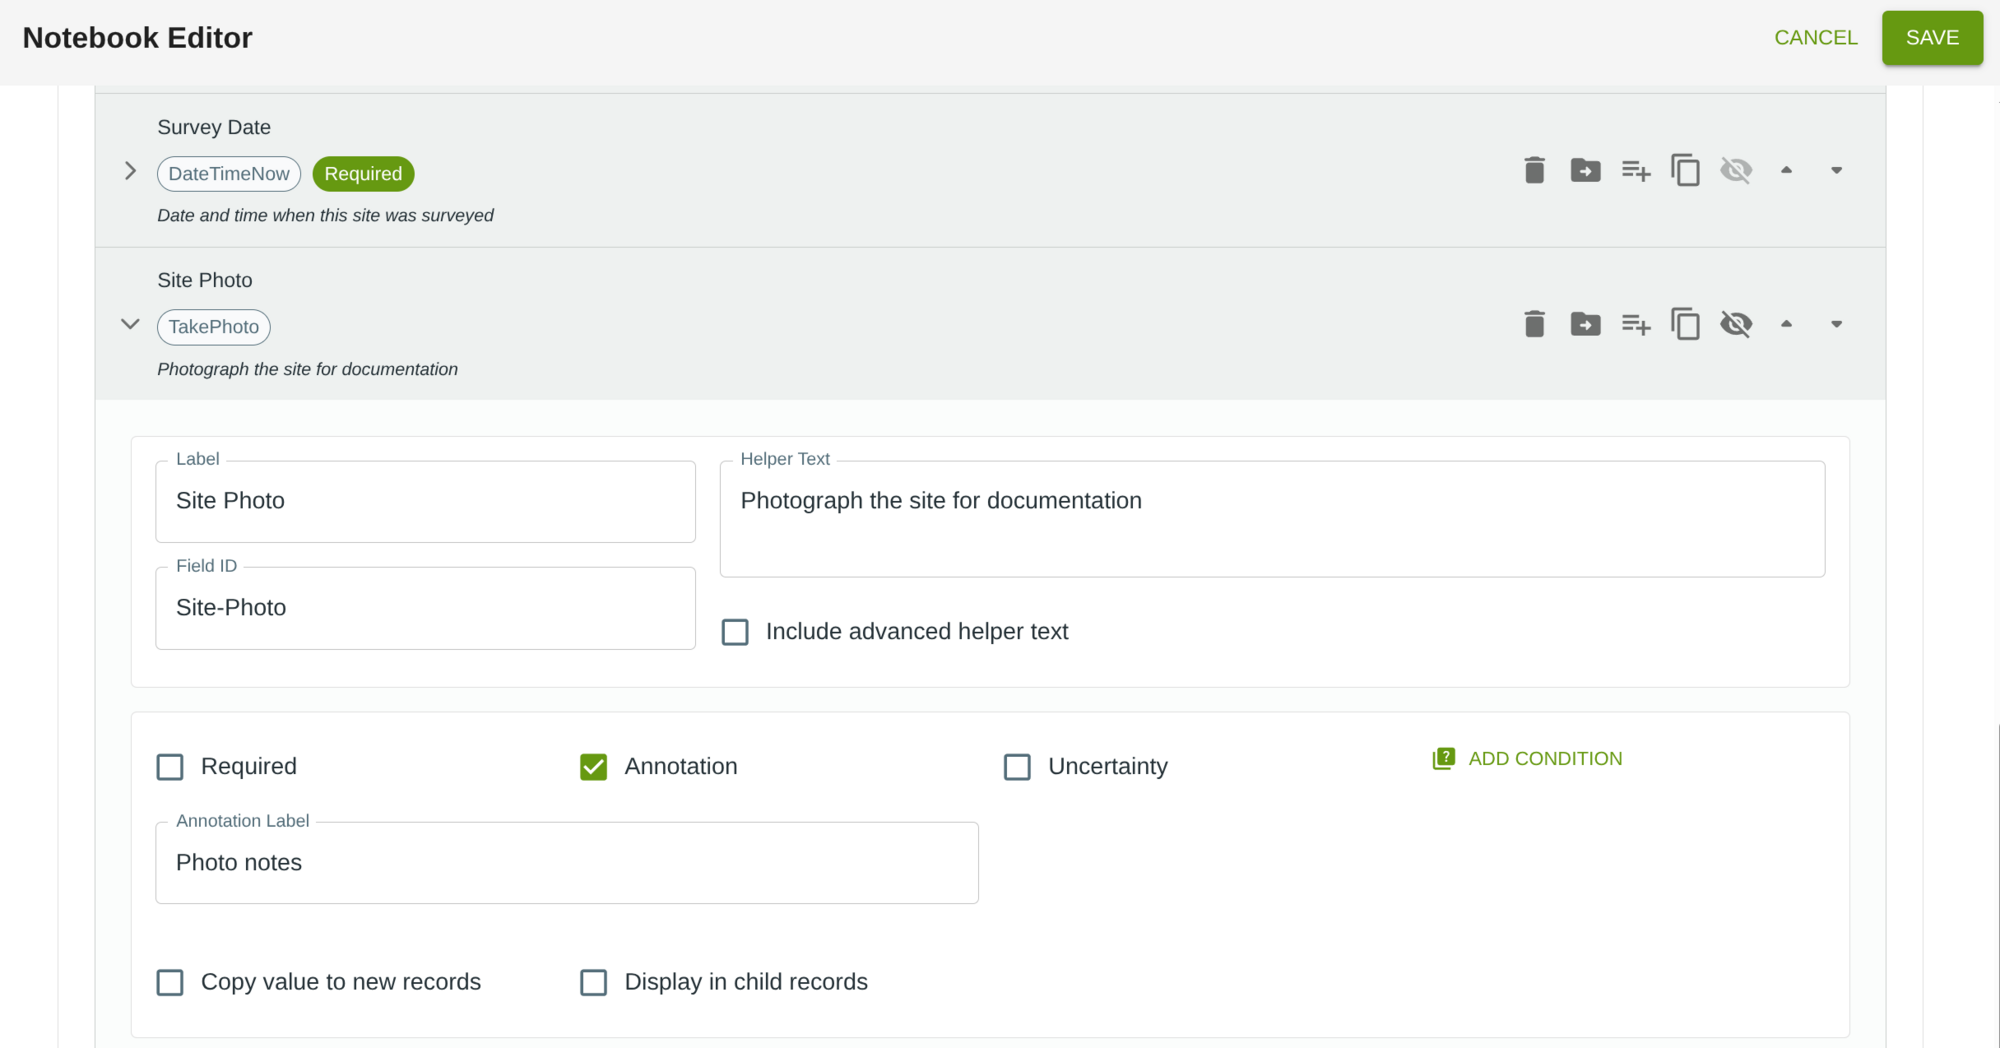 Notebook Editor
CANCEL
SAVE
Survey Date
DateTimeNow
Required
Date and time when this site was surveyed
Site Photo
TakePhoto
Photograph the site for documentation
Label
Site Photo
Helper Text
Photograph the site for documentation
Field ID
Site-Photo
Include advanced helper text
Required
Annotation
Uncertainty
ADD CONDITION
Annotation Label
Photo notes
Copy value to new records
Display in child records